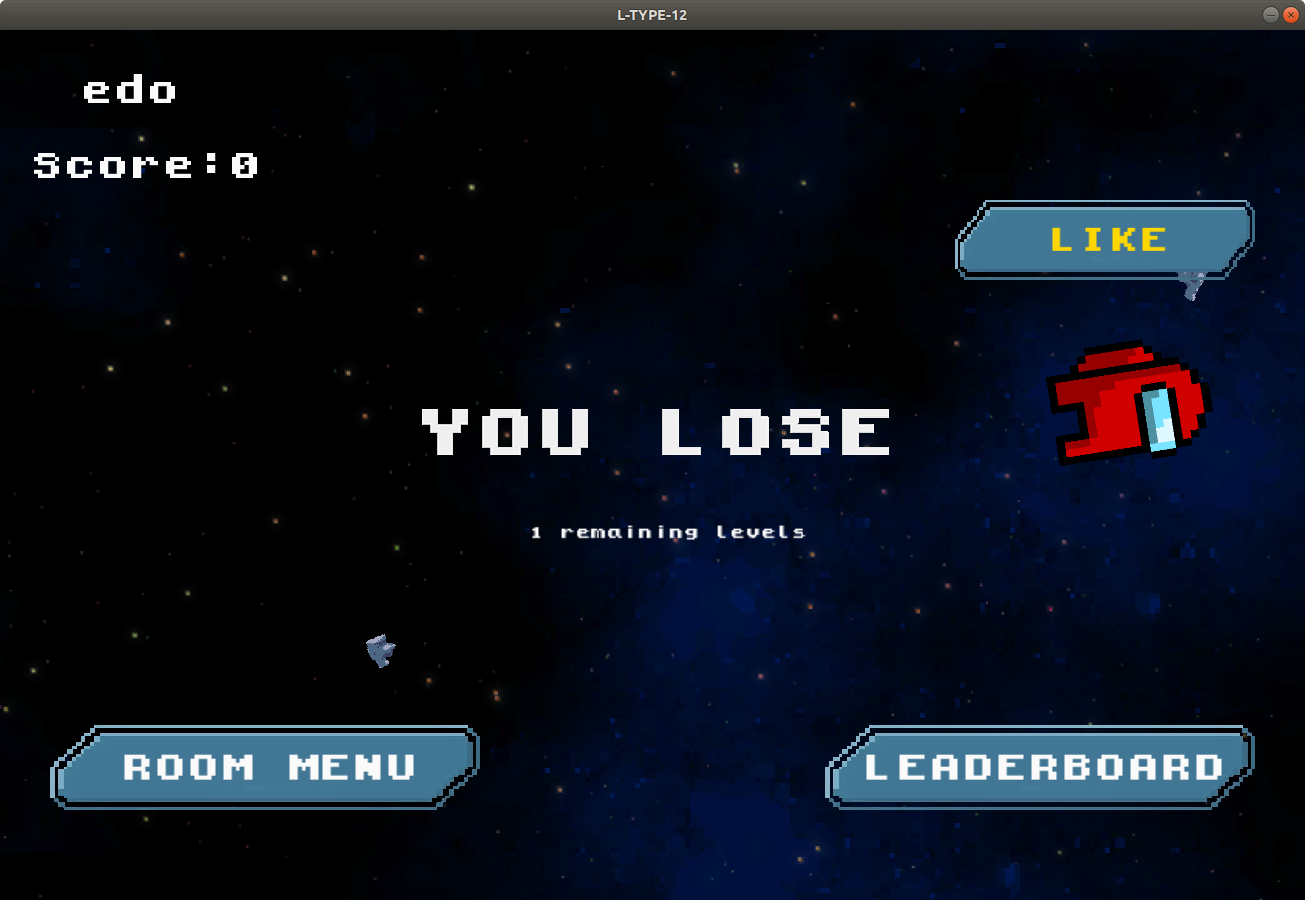 L-TYPE-12
edo
Score:0
LIKE
YOU LOSE
1 remaining levels
ROOM MENU
LEADERBOARD